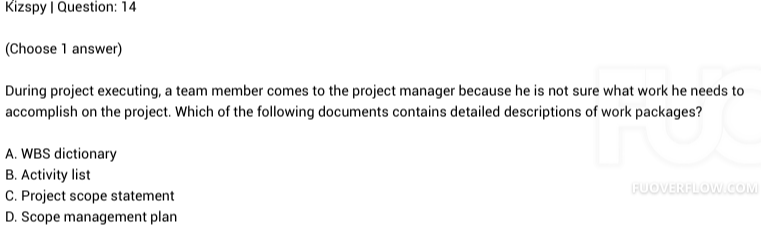 Kizspy | Question: 14
(Choose 1 answer)
During project executing, a team member comes to the project manager because he is not sure what work he needs to
accomplish on the project. Which of the following documents contains detailed descriptions of work packages?
A. WBS dictionary
B. Activity list
C. Project scope statement
D. Scope management plan
FUO
FUOVERFLOW.COM